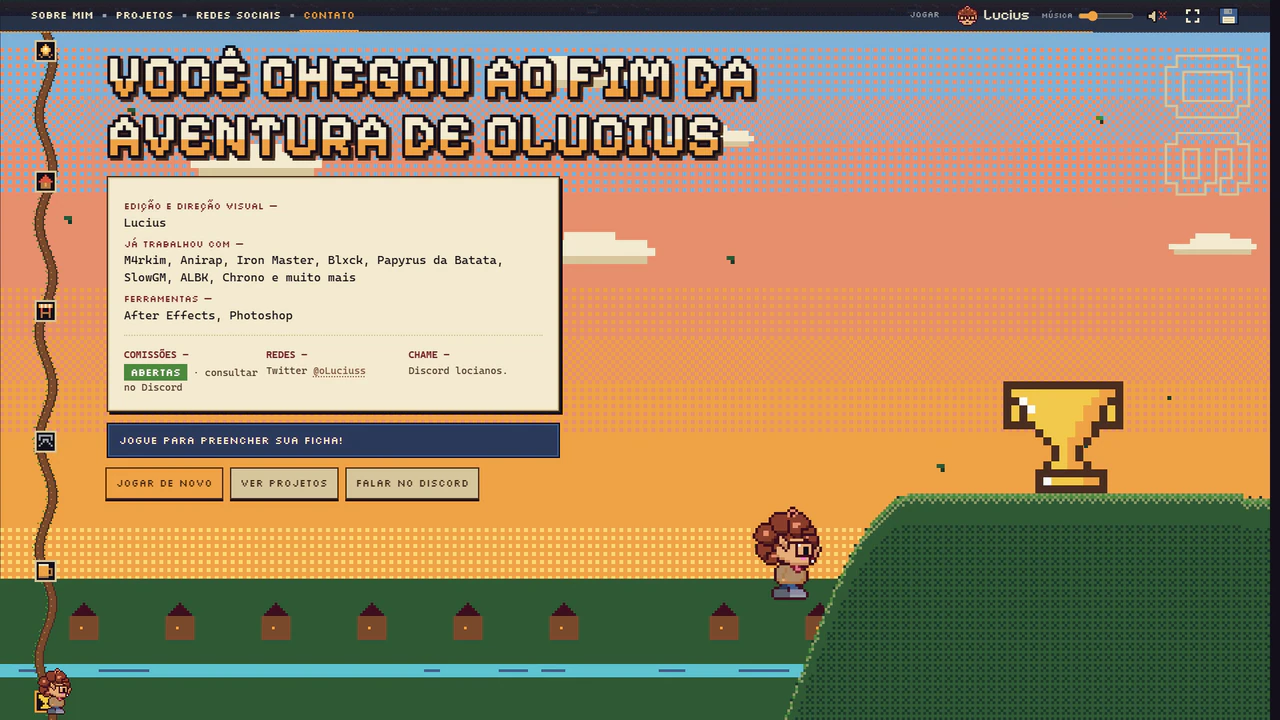 SOBRE MIM ▪ PROJETOS ▪ REDES SOCIAIS ▪ CONTATO
JOGAR Lucius MÚSICA
VOCÊ CHEGOU AO FIM DA
AVENTURA DE OLUCIUS
EDIÇÃO E DIREÇÃO VISUAL —
Lucius
JÁ TRABALHOU COM —
M4rkim, Anirap, Iron Master, Blxck, Papyrus da Batata,
SlowGM, ALBK, Chrono e muito mais
FERRAMENTAS —
After Effects, Photoshop
COMISSÕES —
ABERTAS · consultar
no Discord
REDES —
Twitter @oLuciuss
CHAME —
Discord locianos.
JOGUE PARA PREENCHER SUA FICHA!
JOGAR DE NOVO
VER PROJETOS
FALAR NO DISCORD